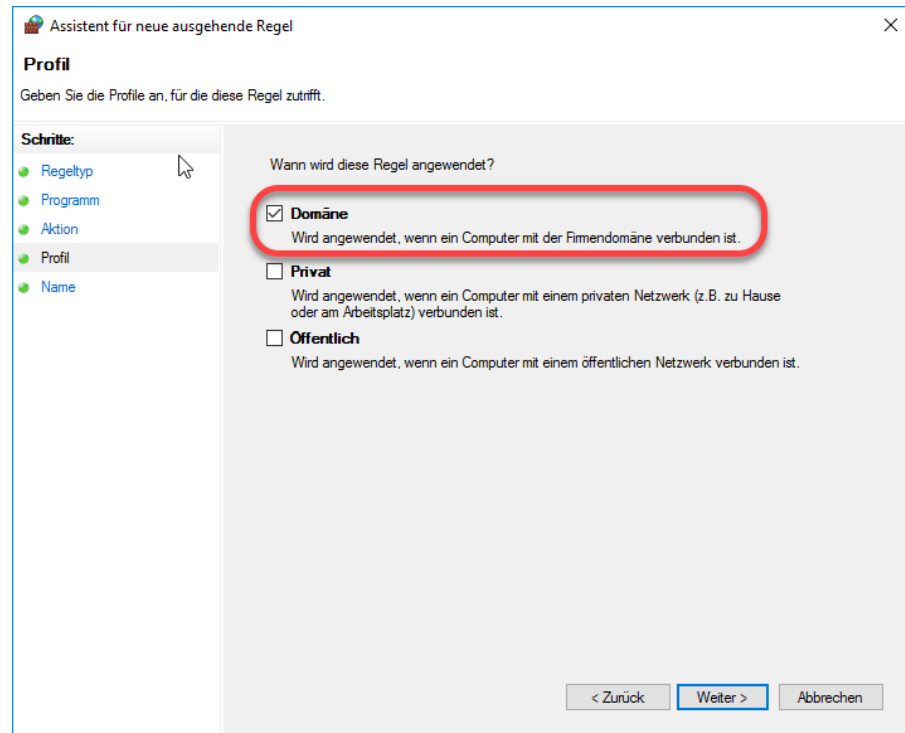 Assistent für neue ausgehende Regel
Profil
Geben Sie die Profile an, für die diese Regel zutrifft.
Schritte:
Regeltyp
Programm
Aktion
Profil
Name
Wann wird diese Regel angewendet?
Domäne
Wird angewendet, wenn ein Computer mit der Firmendomäne verbunden ist.
Privat
Wird angewendet, wenn ein Computer mit einem privaten Netzwerk (z.B. zu Hause
oder am Arbeitsplatz) verbunden ist.
Öffentlich
Wird angewendet, wenn ein Computer mit einem öffentlichen Netzwerk verbunden ist.
< Zurück
Weiter >
Abbrechen